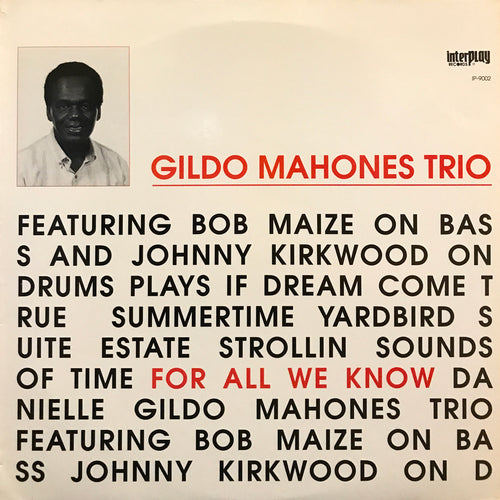 interplay
RECORDS
IP-9002
GILDO MAHONES TRIO
FEATURING BOB MAIZE ON BAS
S AND JOHNNY KIRKWOOD ON
DRUMS PLAYS IF DREAM COME T
RUE SUMMERTIME YARDBIRD S
UITE ESTATE STROLLIN SOUNDS
OF TIME FOR ALL WE KNOW DA
NIELLE GILDO MAHONES TRIO
FEATURING BOB MAIZE ON BA
SS JOHNNY KIRKWOOD ON D